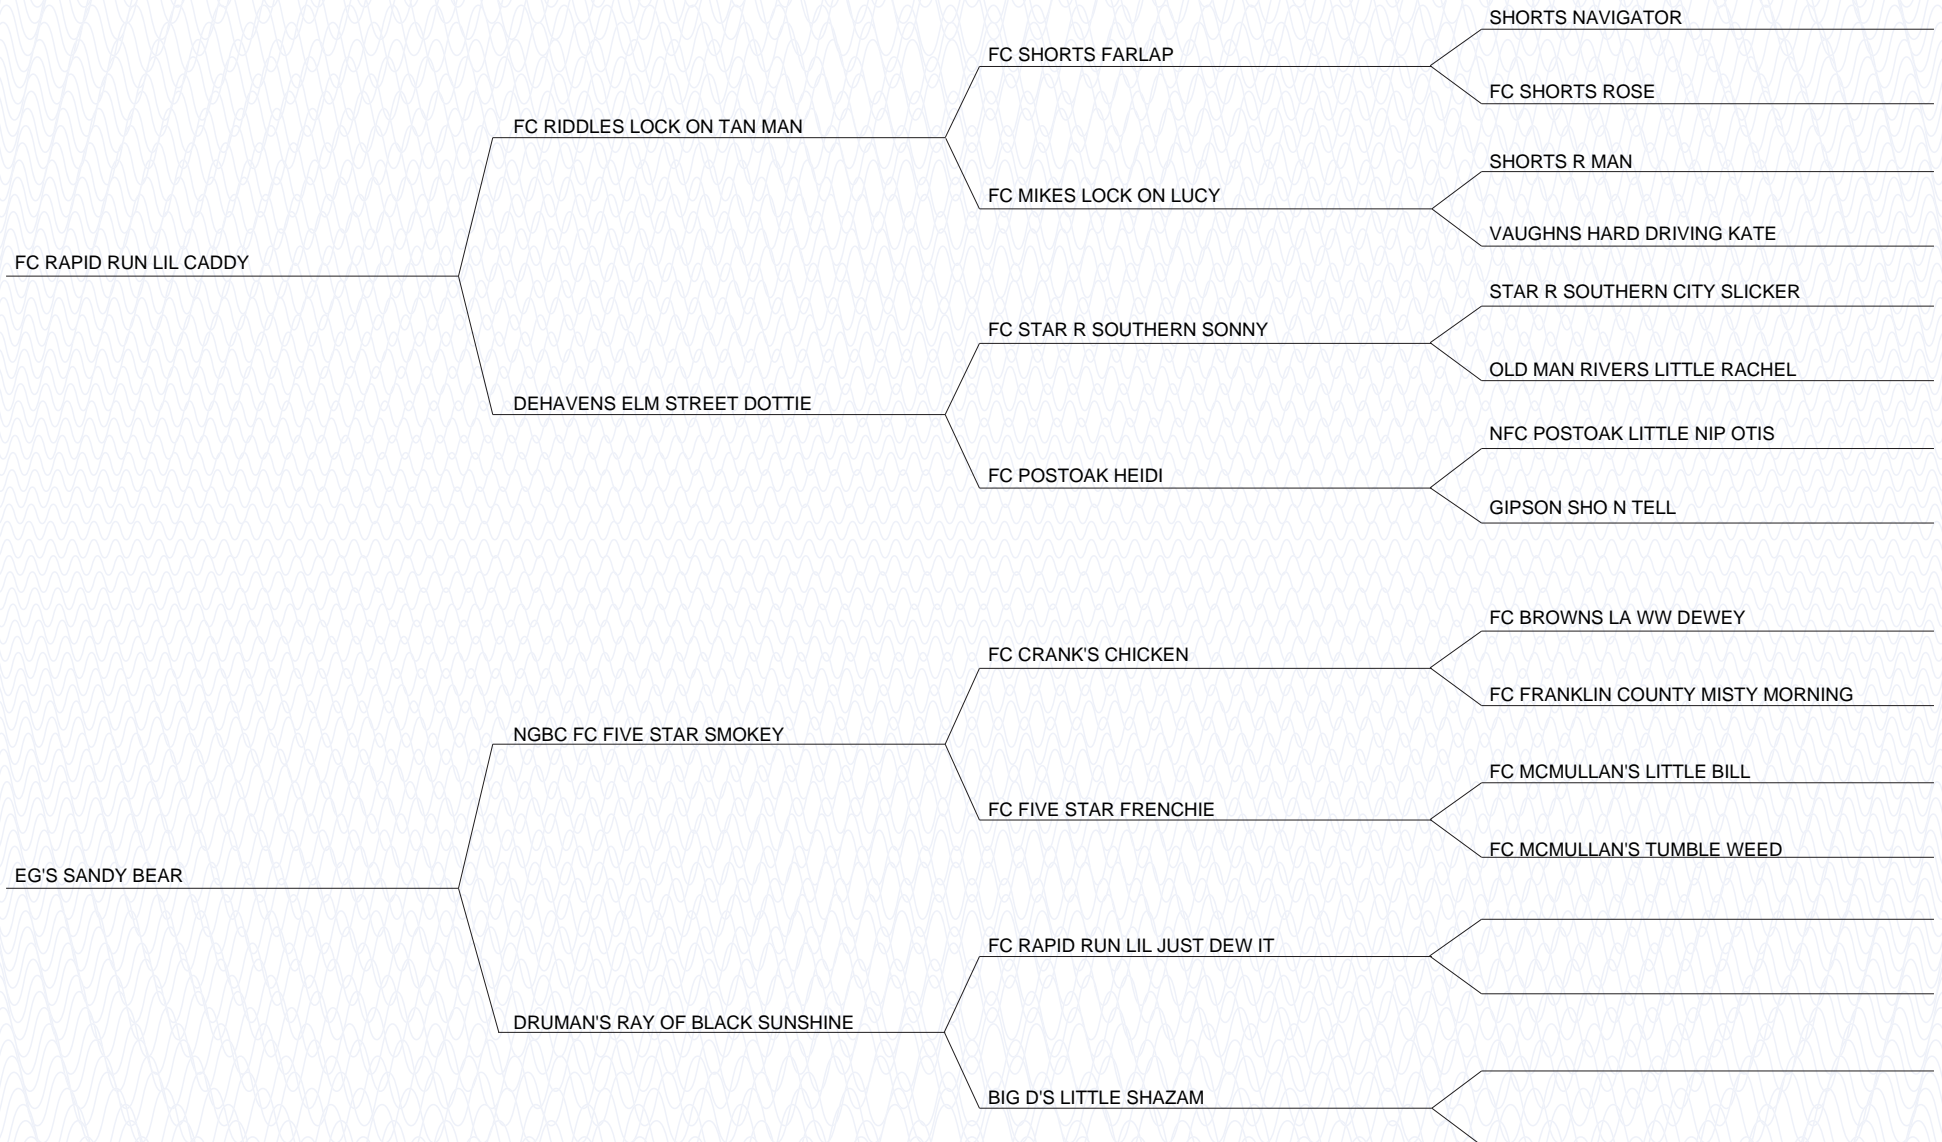 SHORTS NAVIGATOR
FC SHORTS FARLAP
FC SHORTS ROSE
FC RIDDLES LOCK ON TAN MAN
SHORTS R MAN
FC MIKES LOCK ON LUCY
VAUGHNS HARD DRIVING KATE
FC RAPID RUN LIL CADDY
STAR R SOUTHERN CITY SLICKER
FC STAR R SOUTHERN SONNY
OLD MAN RIVERS LITTLE RACHEL
DEHAVENS ELM STREET DOTTIE
NFC POSTOAK LITTLE NIP OTIS
FC POSTOAK HEIDI
GIPSON SHO N TELL
FC BROWNS LA WW DEWEY
FC CRANK'S CHICKEN
FC FRANKLIN COUNTY MISTY MORNING
NGBC FC FIVE STAR SMOKEY
FC MCMULLAN'S LITTLE BILL
FC FIVE STAR FRENCHIE
FC MCMULLAN'S TUMBLE WEED
EG'S SANDY BEAR
FC RAPID RUN LIL JUST DEW IT
DRUMAN'S RAY OF BLACK SUNSHINE
BIG D'S LITTLE SHAZAM